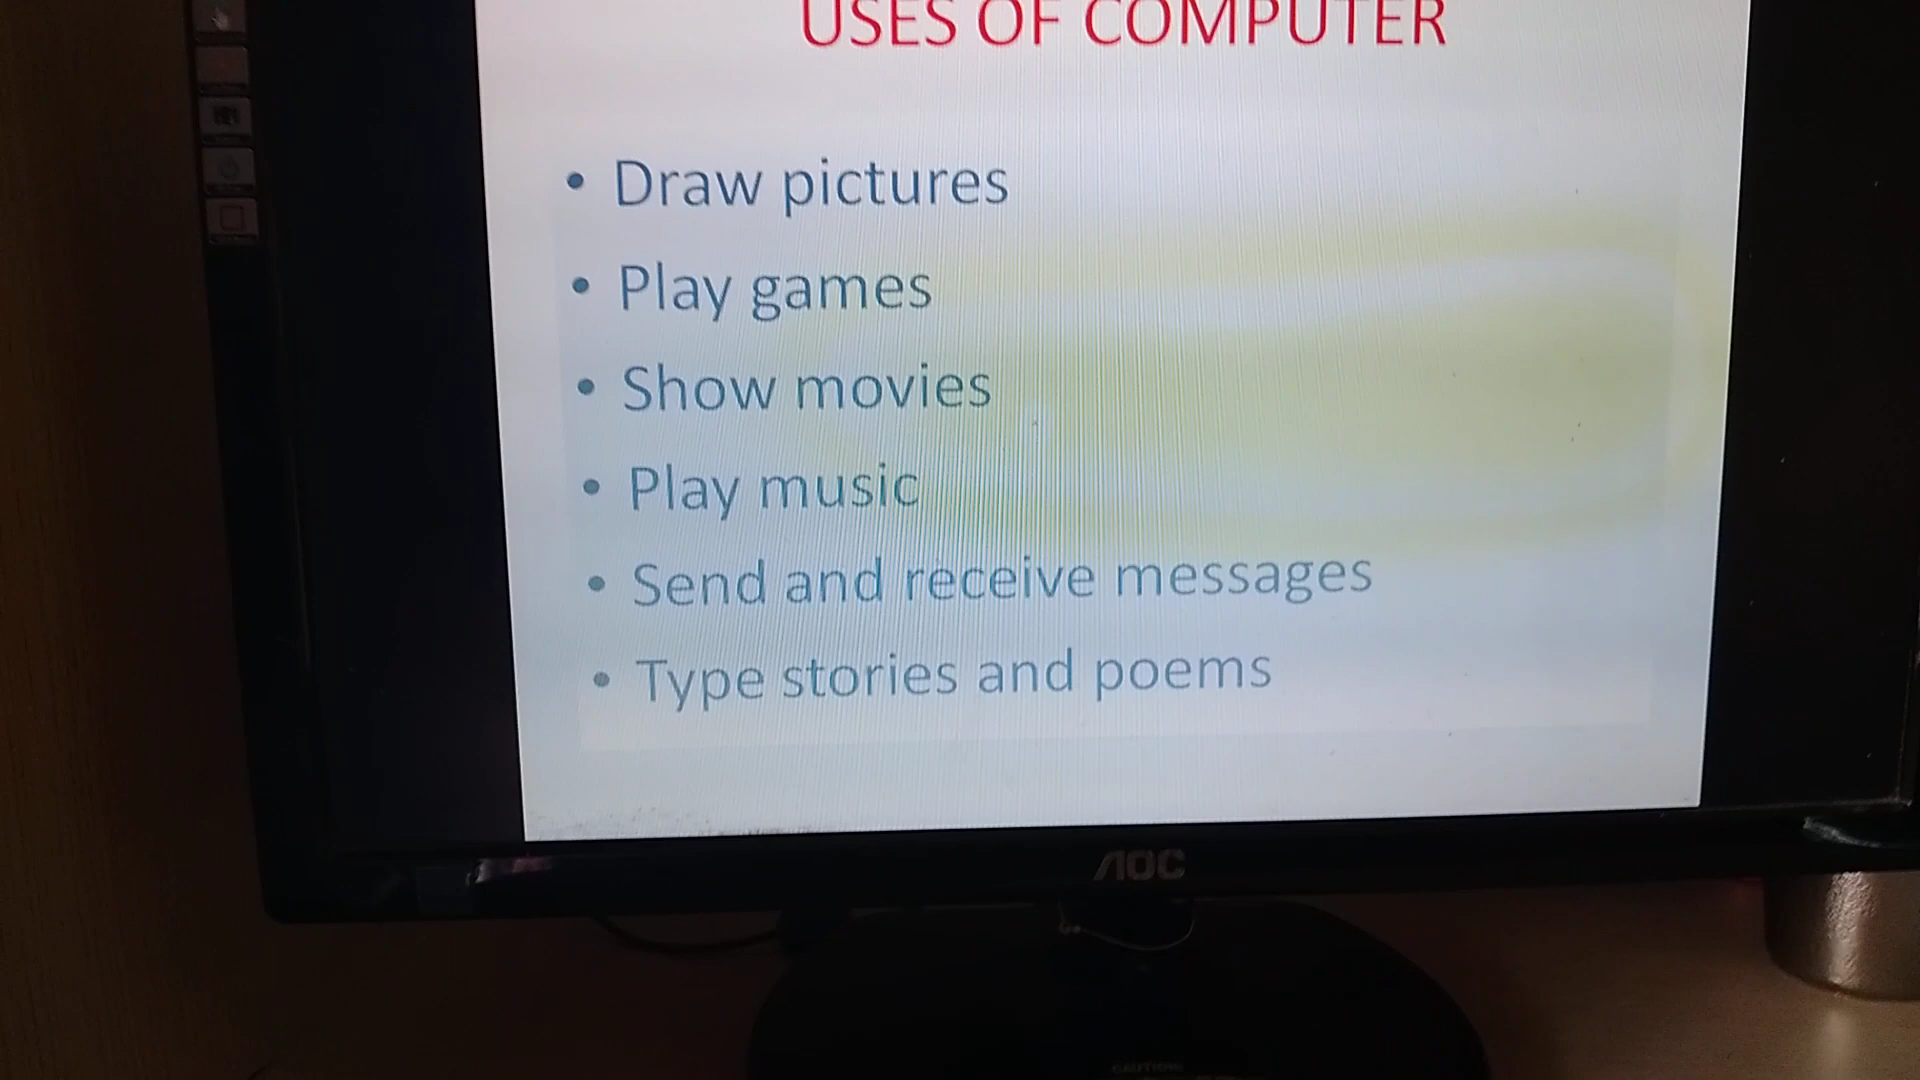 USES OF COMPUTER
• Draw pictures
• Play games
• Show movies
• Play music
• Send and receive messages
• Type stories and poems
AOC